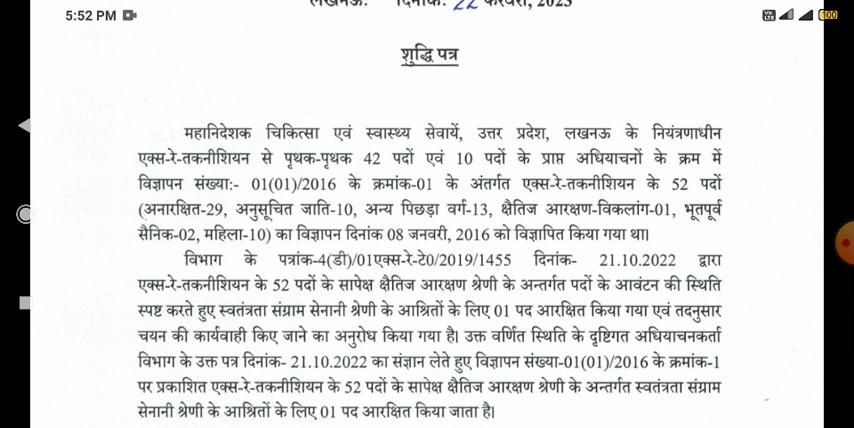 5:52 PM
VoLTE
100
लखनऊः दिनांकः 22 फरवरी, 2023
शुद्धि पत्र
महानिदेशक चिकित्सा एवं स्वास्थ्य सेवायें, उत्तर प्रदेश, लखनऊ के नियंत्रणाधीन
एक्स-रे-तकनीशियन से पृथक-पृथक 42 पदों एवं 10 पदों के प्राप्त अधियाचनों के क्रम में
विज्ञापन संख्या:- 01(01)/2016 के क्रमांक-01 के अंतर्गत एक्स-रे-तकनीशियन के 52 पदों
(अनारक्षित-29, अनुसूचित जाति-10, अन्य पिछड़ा वर्ग-13, क्षैतिज आरक्षण-विकलांग-01, भूतपूर्व
सैनिक-02, महिला-10) का विज्ञापन दिनांक 08 जनवरी, 2016 को विज्ञापित किया गया था।
विभाग के पत्रांक-4(डी)/01एक्स-रे-टे0/2019/1455 दिनांक- 21.10.2022 द्वारा
एक्स-रे-तकनीशियन के 52 पदों के सापेक्ष क्षैतिज आरक्षण श्रेणी के अन्तर्गत पदों के आवंटन की स्थिति
स्पष्ट करते हुए स्वतंत्रता संग्राम सेनानी श्रेणी के आश्रितों के लिए 01 पद आरक्षित किया गया एवं तदनुसार
चयन की कार्यवाही किए जाने का अनुरोध किया गया है। उक्त वर्णित स्थिति के दृष्टिगत अधियाचनकर्ता
विभाग के उक्त पत्र दिनांक- 21.10.2022 का संज्ञान लेते हुए विज्ञापन संख्या-01(01)/2016 के क्रमांक-1
पर प्रकाशित एक्स-रे-तकनीशियन के 52 पदों के सापेक्ष क्षैतिज आरक्षण श्रेणी के अन्तर्गत स्वतंत्रता संग्राम
सेनानी श्रेणी के आश्रितों के लिए 01 पद आरक्षित किया जाता है।